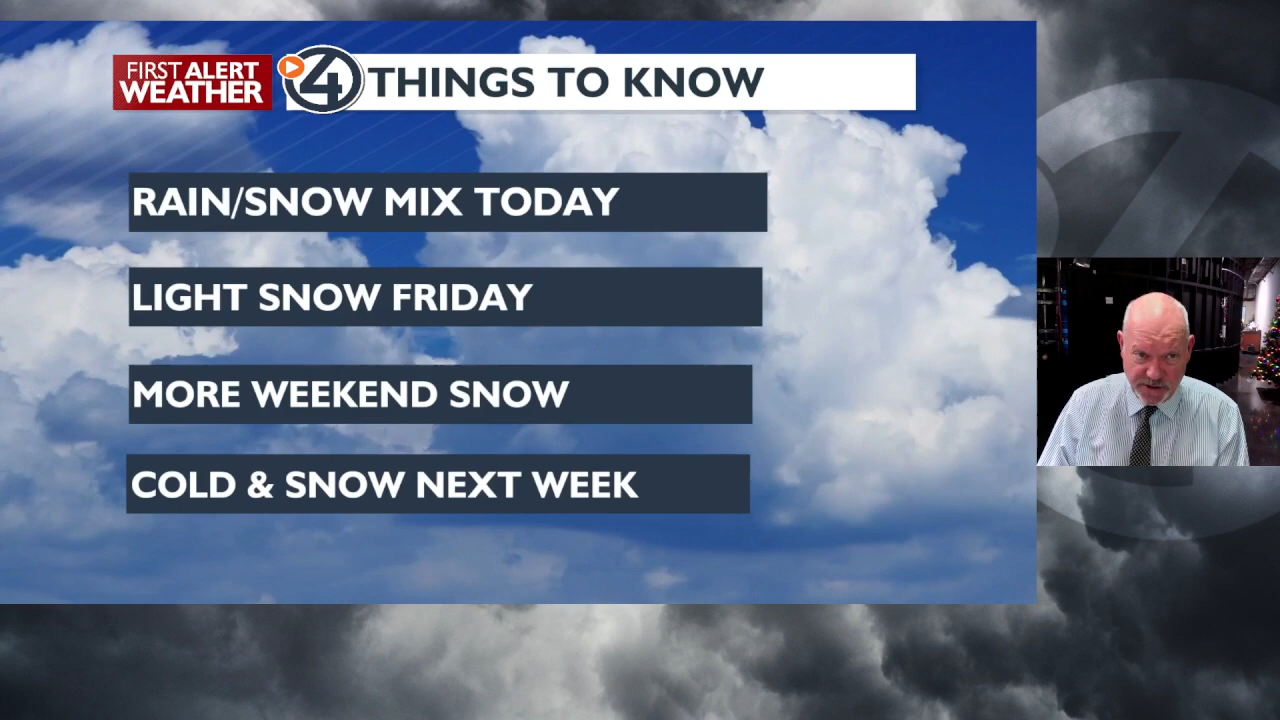 FIRST ALERT
WEATHER
4 THINGS TO KNOW
RAIN/SNOW MIX TODAY
LIGHT SNOW FRIDAY
MORE WEEKEND SNOW
COLD & SNOW NEXT WEEK